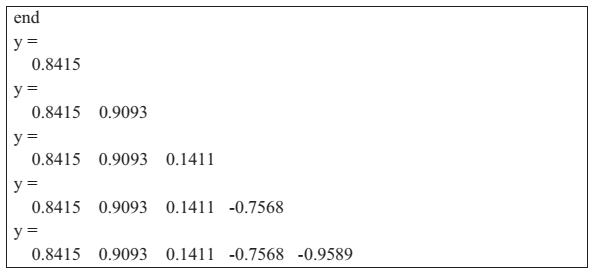 end
y =
0.8415
y =
0.8415 0.9093
y =
0.8415 0.9093 0.1411
y =
0.8415 0.9093 0.1411 -0.7568
y =
0.8415 0.9093 0.1411 -0.7568 -0.9589